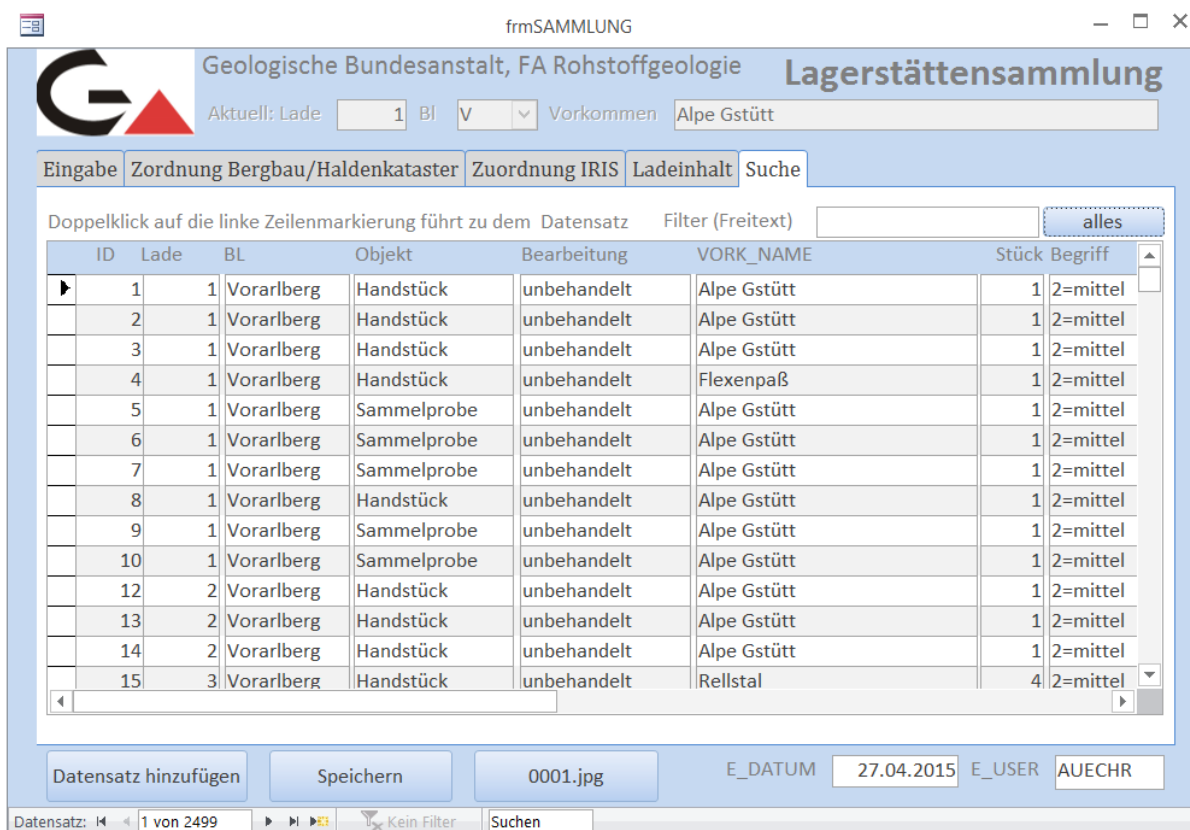 frmSAMMLUNG
Geologische Bundesanstalt, FA Rohstoffgeologie Lagerstättensammlung
Aktuell: Lade 1 Bl V Vorkommen Alpe Gstütt
Eingabe Zordnung Bergbau/Haldenkataster Zuordnung IRIS Ladeinhalt Suche
Doppelklick auf die linke Zeilenmarkierung führt zu dem Datensatz Filter (Freitext) alles
ID Lade BL Objekt Bearbeitung VORK_NAME Stück Begriff
1 1 Vorarlberg Handstück unbehandelt Alpe Gstütt 1 2=mittel
2 1 Vorarlberg Handstück unbehandelt Alpe Gstütt 1 2=mittel
3 1 Vorarlberg Handstück unbehandelt Alpe Gstütt 1 2=mittel
4 1 Vorarlberg Handstück unbehandelt Flexenpaß 1 2=mittel
5 1 Vorarlberg Sammelprobe unbehandelt Alpe Gstütt 1 2=mittel
6 1 Vorarlberg Sammelprobe unbehandelt Alpe Gstütt 1 2=mittel
7 1 Vorarlberg Sammelprobe unbehandelt Alpe Gstütt 1 2=mittel
8 1 Vorarlberg Handstück unbehandelt Alpe Gstütt 1 2=mittel
9 1 Vorarlberg Sammelprobe unbehandelt Alpe Gstütt 1 2=mittel
10 1 Vorarlberg Sammelprobe unbehandelt Alpe Gstütt 1 2=mittel
12 2 Vorarlberg Handstück unbehandelt Alpe Gstütt 1 2=mittel
13 2 Vorarlberg Handstück unbehandelt Alpe Gstütt 1 2=mittel
14 2 Vorarlberg Handstück unbehandelt Alpe Gstütt 1 2=mittel
15 3 Vorarlberg Handstück unbehandelt Rellstal 4 2=mittel
Datensatz hinzufügen Speichern 0001.jpg E_DATUM 27.04.2015 E_USER AUECHR
Datensatz: 1 von 2499 Kein Filter Suchen